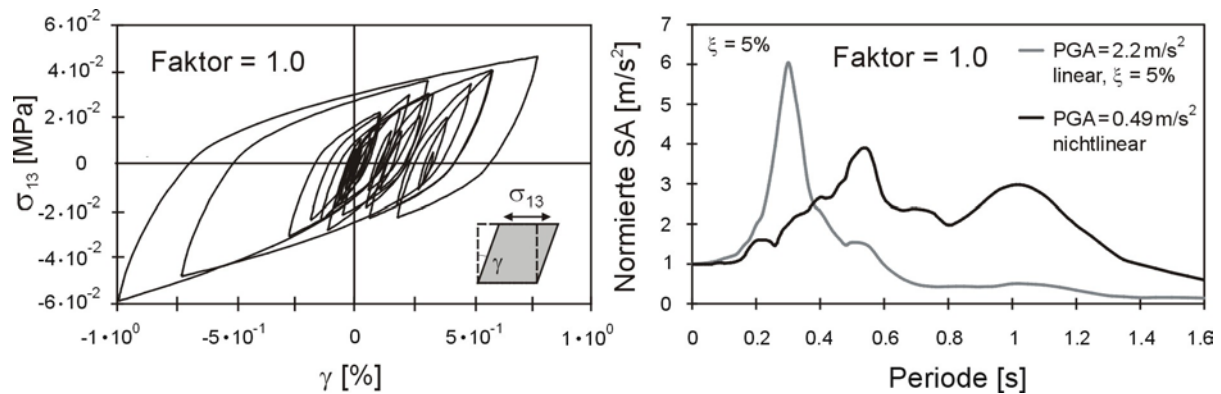 6·10⁻²
4·10⁻²
2·10⁻²
0
-2·10⁻²
-4·10⁻²
-6·10⁻²
σ₁₃ [MPa]
Faktor = 1.0
σ₁₃
γ
-1·10⁰
-5·10⁻¹
0
5·10⁻¹
1·10⁰
γ [%]
7
6
5
4
3
2
1
0
Normierte SA [m/s²]
ξ = 5%
Faktor = 1.0
PGA = 2.2 m/s²
linear, ξ = 5%
PGA = 0.49 m/s²
nichtlinear
0
0.2
0.4
0.6
0.8
1
1.2
1.4
1.6
Periode [s]